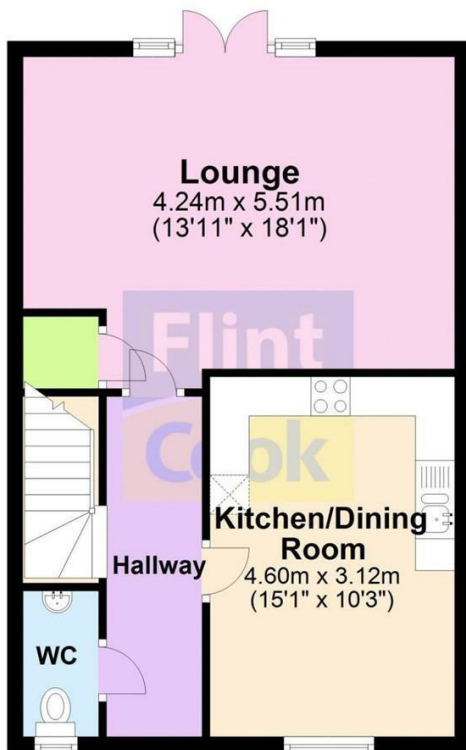 Lounge
4.24m x 5.51m
(13'11" x 18'1")
Flint
Cook
Kitchen/Dining
Room
4.60m x 3.12m
(15'1" x 10'3")
Hallway
WC